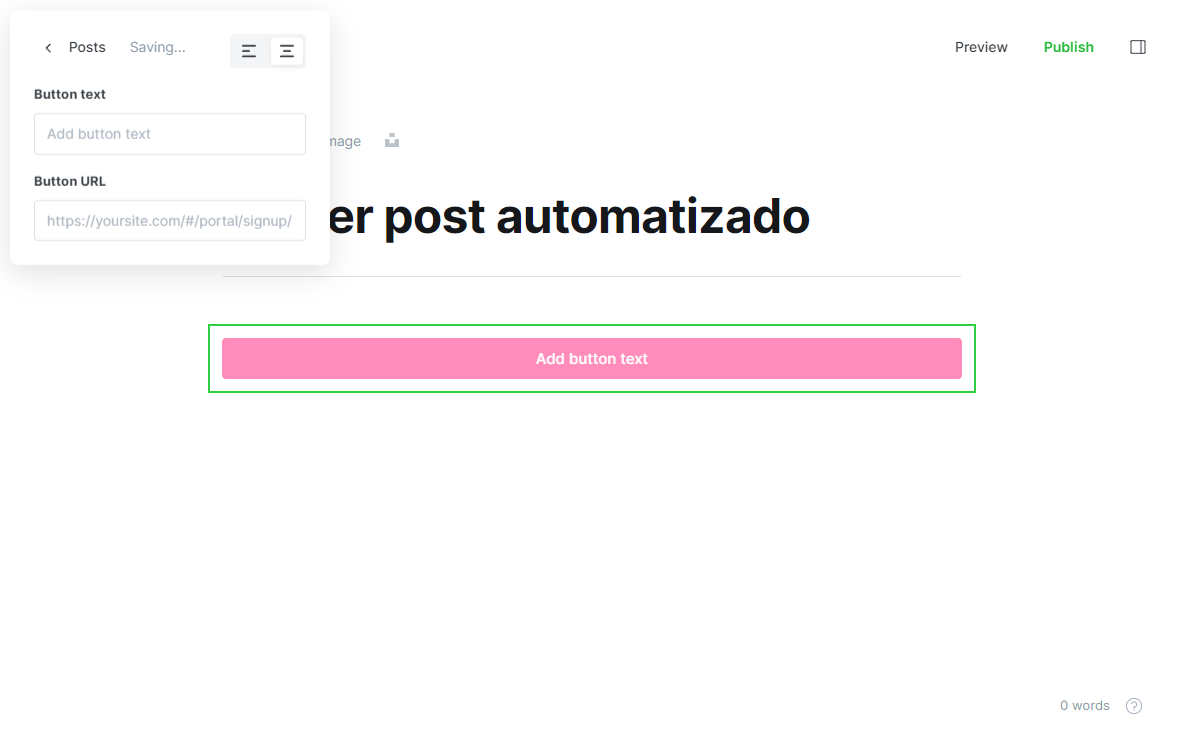 Posts Saving... Preview Publish
Button text
Add button text
mage
Button URL
https://yoursite.com/#/portal/signup/
er post automatizado
Add button text
0 words
?